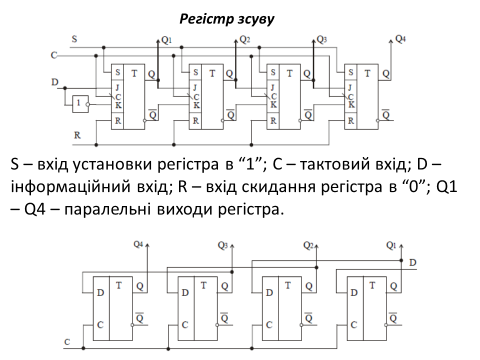 Регістр зсуву
S Q1 Q2 Q3 Q4
C
S T Q S T Q S T Q S T Q
D J J J J
C C C C
1 K Q K Q K Q K Q
R R R R
R
S – вхід установки регістра в “1”; C – тактовий вхід; D –
інформаційний вхід; R – вхід скидання регістра в “0”; Q1
– Q4 – паралельні виходи регістра.
Q4 Q3 Q2 Q1
D
T Q T Q T Q T Q
D D D D
C Q C Q C Q C Q
C